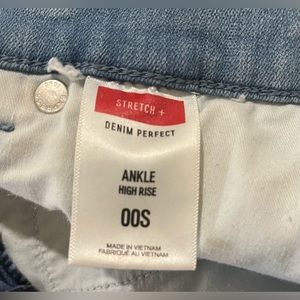 STRETCH +
DENIM PERFECT
ANKLE
HIGH RISE
00S
MADE IN VIETNAM
FABRIQUÉ AU VIETNAM